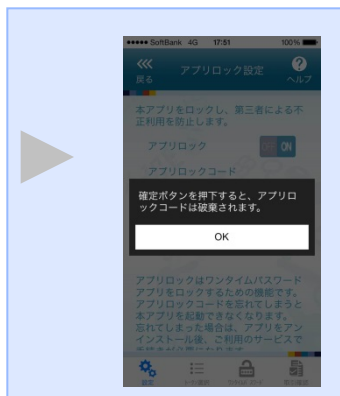 SoftBank 4G 17:51 100%
アプリロック設定
戻る ヘルプ
本アプリをロックし、第三者による不
正利用を防止します。
アプリロック OFF ON
アプリロックコード
確定ボタンを押下すると、アプリロ
ックコードは破棄されます。
OK
アプリロックはワンタイムパスワード
アプリをロックするための機能です。
アプリロックコードを忘れてしまうと
本アプリを起動できなくなります。
忘れてしまった場合は、アプリをアン
インストール後、ご利用のサービスで
設定